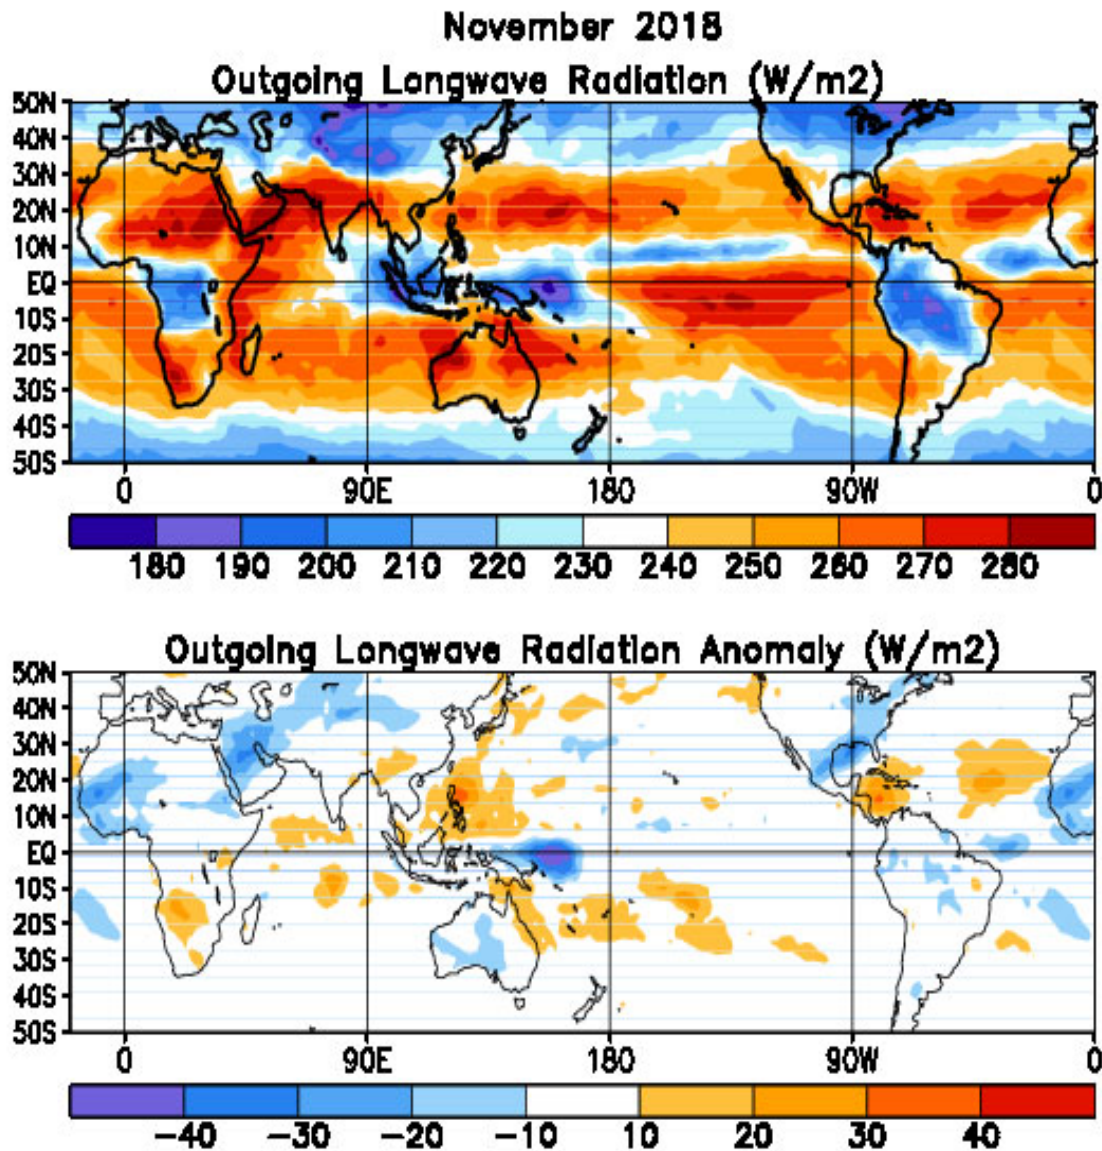 November 2018
Outgoing Longwave Radiation (W/m2)
50N
40N
30N
20N
10N
EQ
10S
20S
30S
40S
50S
0 90E 180 90W 0
180 190 200 210 220 230 240 250 260 270 280
Outgoing Longwave Radiation Anomaly (W/m2)
50N
40N
30N
20N
10N
EQ
10S
20S
30S
40S
50S
0 90E 180 90W 0
−40 −30 −20 −10 10 20 30 40